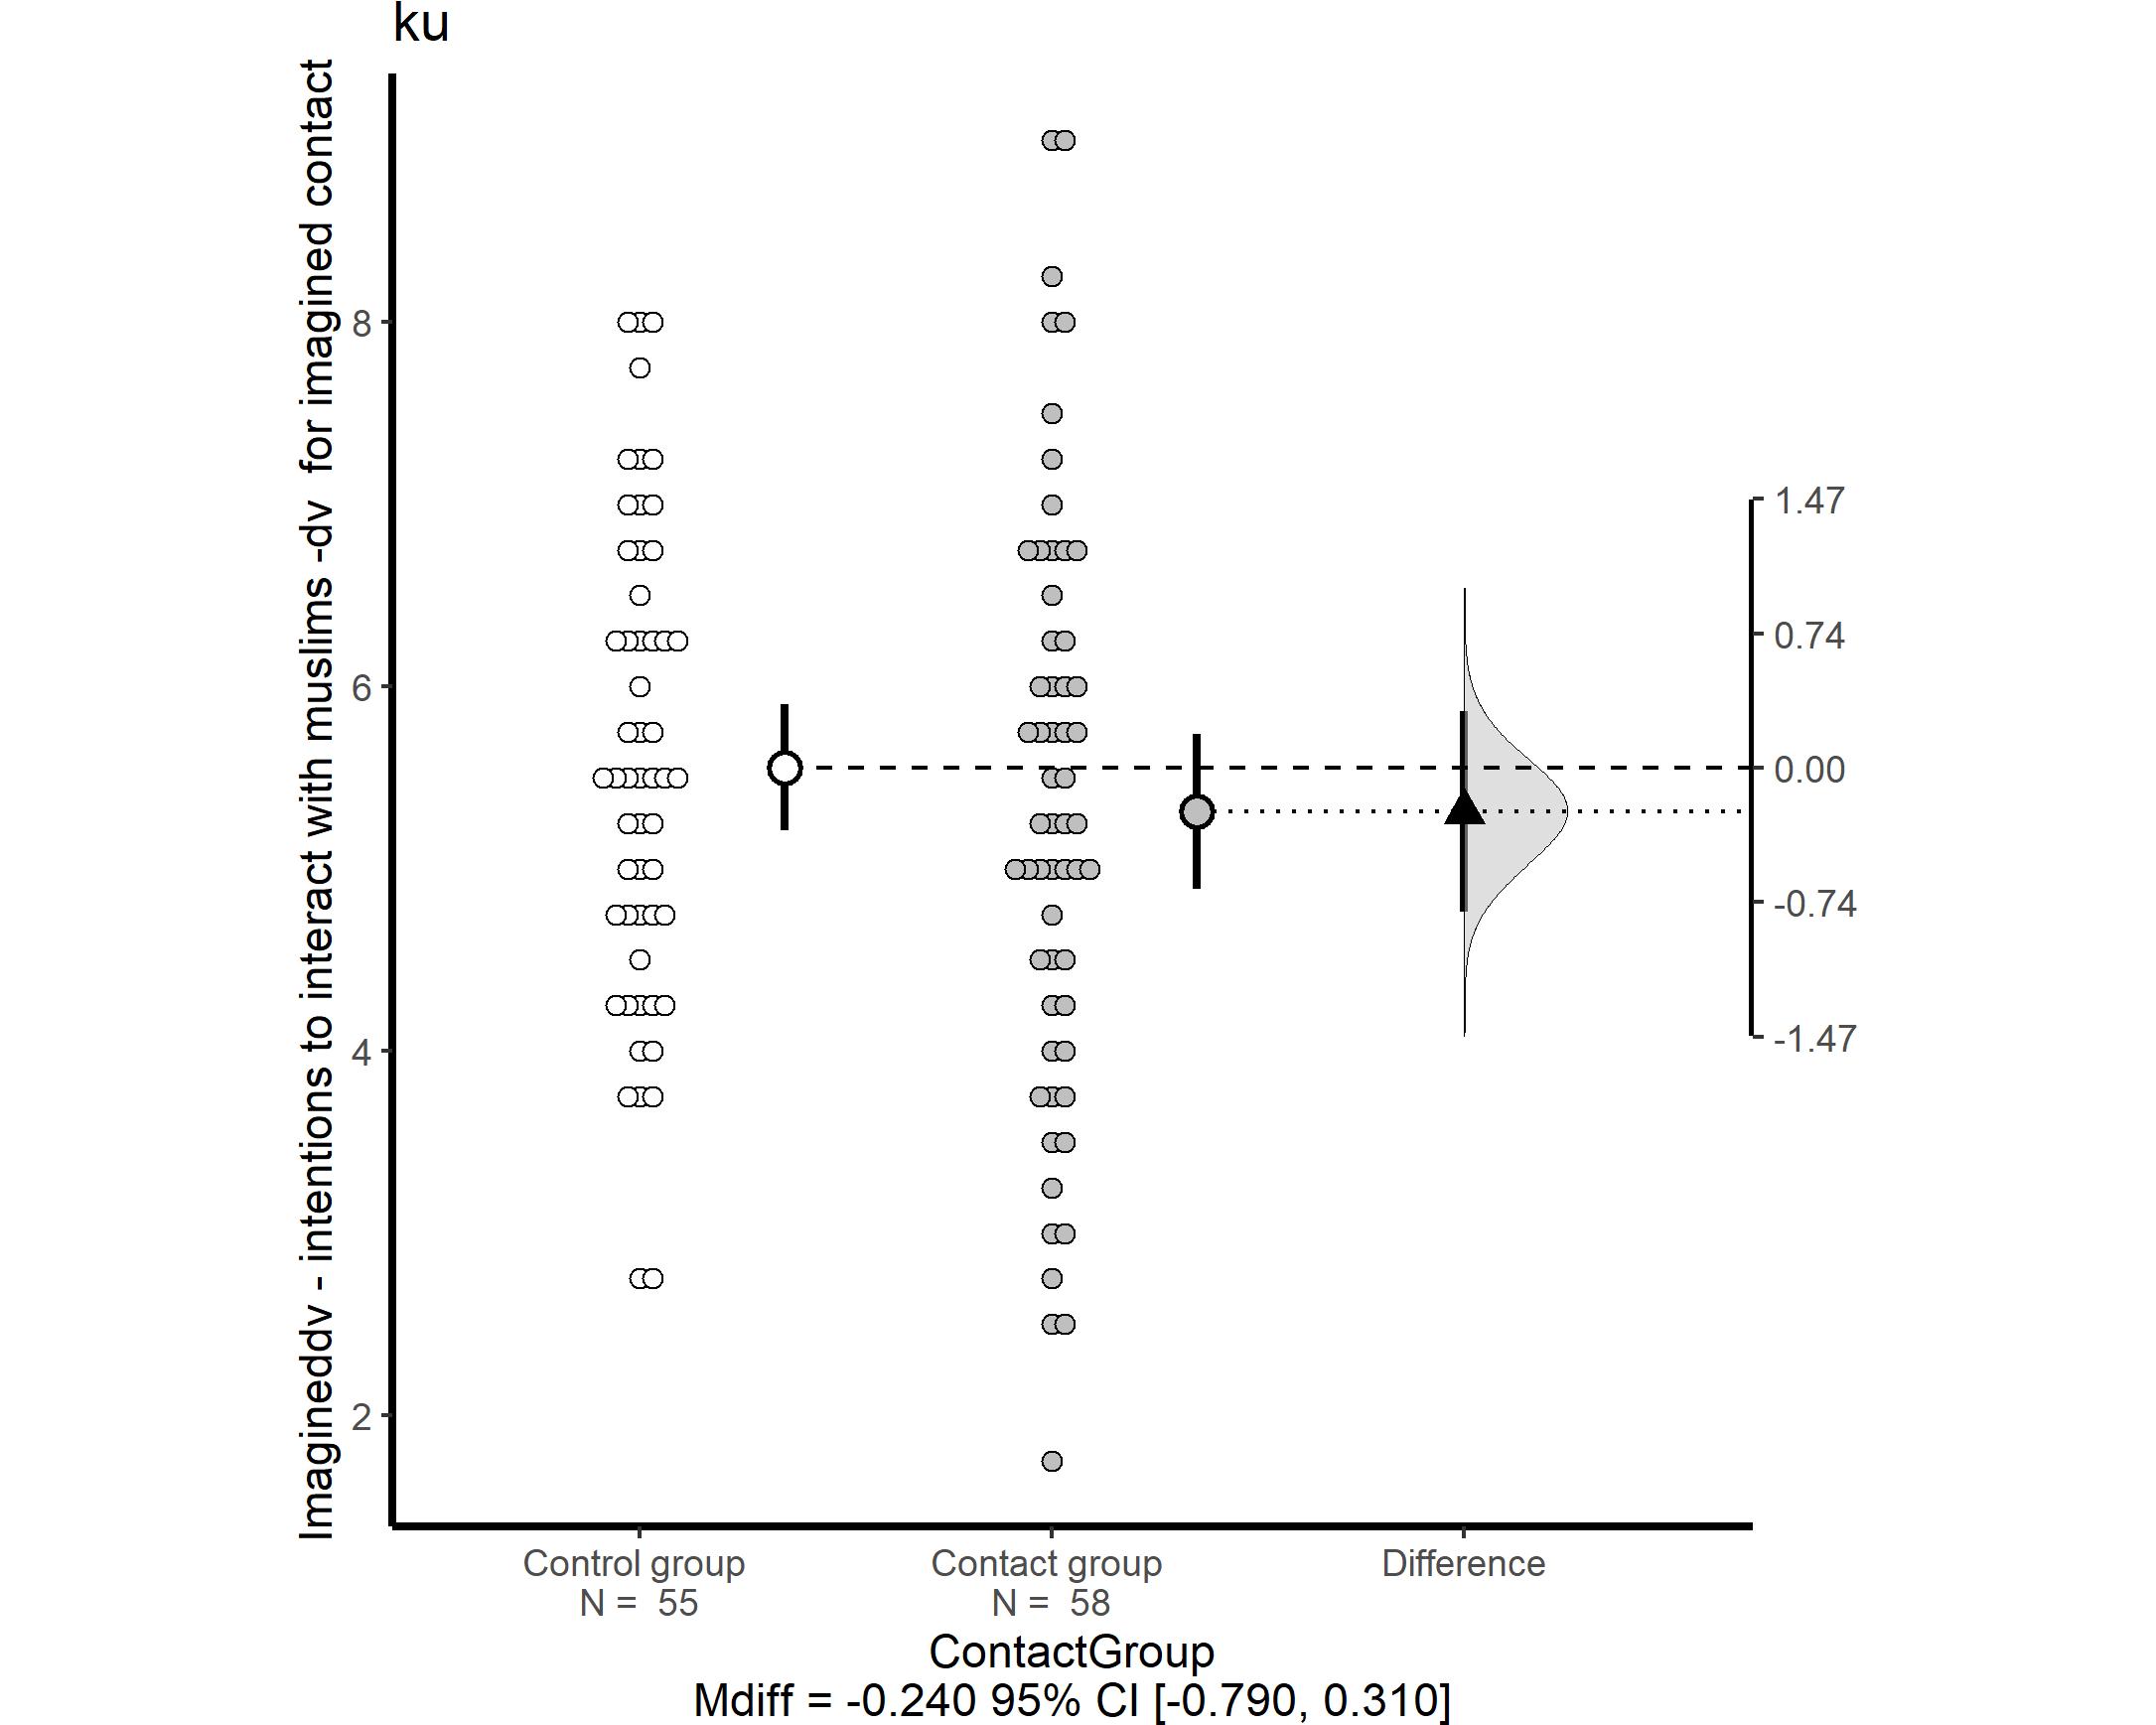 ku
Imagineddv - intentions to interact with muslims -dv  for imagined contact
8
6
4
2
1.47
0.74
0.00
-0.74
-1.47
Control group
N =  55
Contact group
N =  58
Difference
ContactGroup
Mdiff = -0.240 95% CI [-0.790, 0.310]